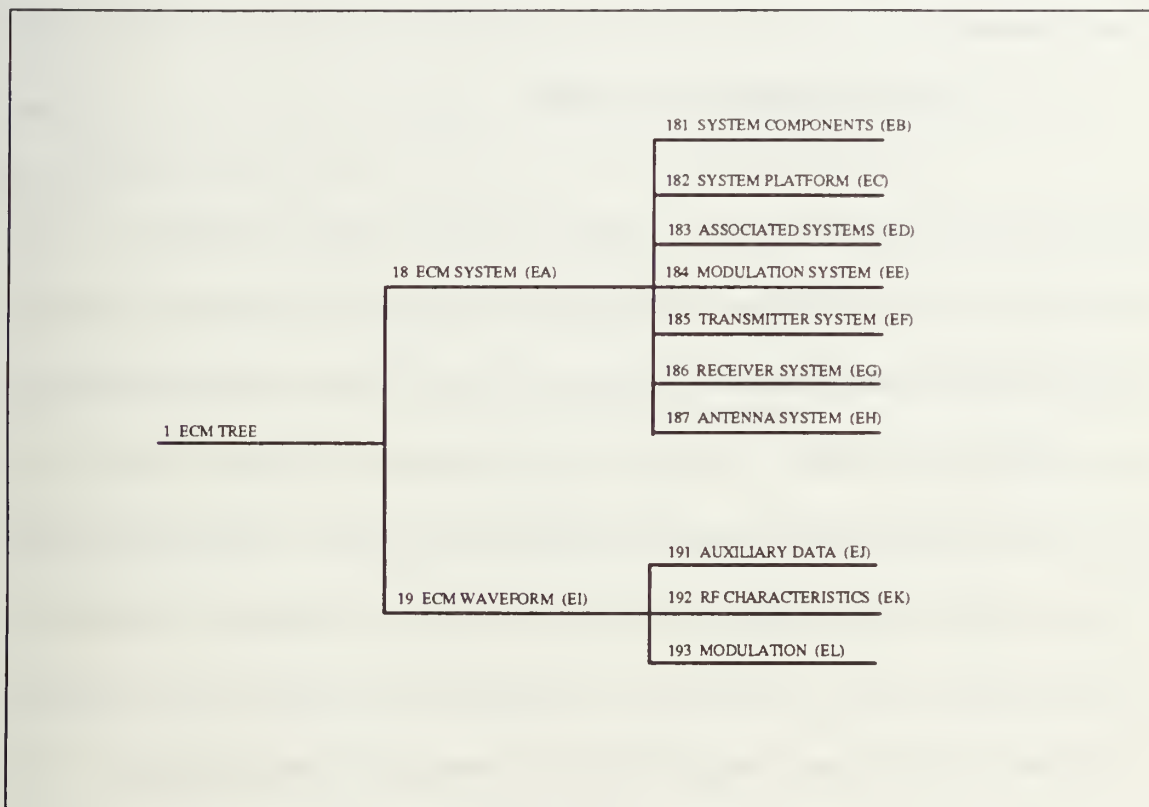 181 SYSTEM COMPONENTS (EB)
182 SYSTEM PLATFORM (EC)
183 ASSOCIATED SYSTEMS (ED)
18 ECM SYSTEM (EA)
184 MODULATION SYSTEM (EE)
185 TRANSMITTER SYSTEM (EF)
186 RECEIVER SYSTEM (EG)
187 ANTENNA SYSTEM (EH)
1 ECM TREE
191 AUXILIARY DATA (EJ)
19 ECM WAVEFORM (EI)
192 RF CHARACTERISTICS (EK)
193 MODULATION (EL)